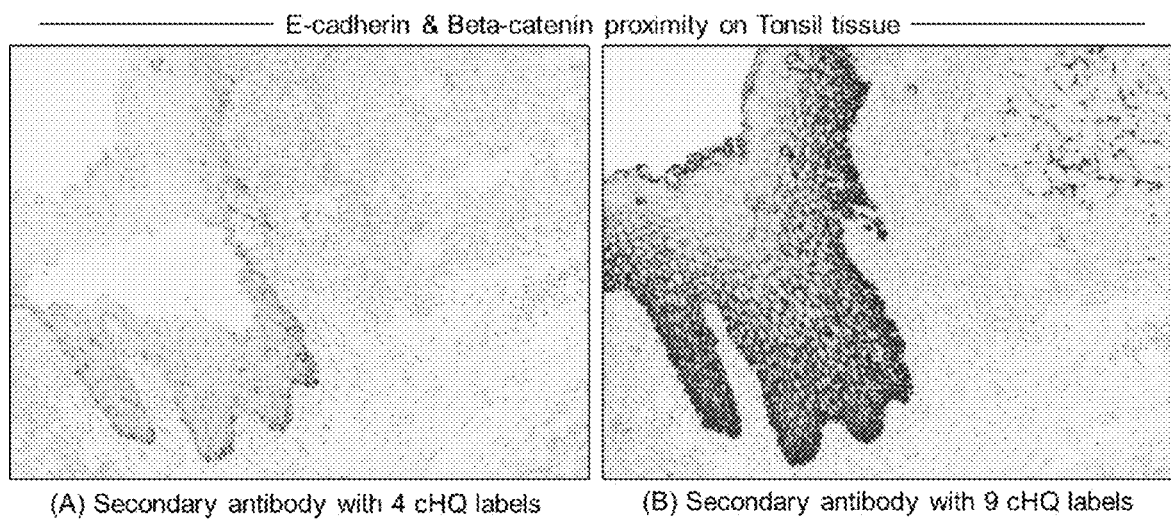 E-cadherin & Beta-catenin proximity on Tonsil tissue
(A) Secondary antibody with 4 cHQ labels
(B) Secondary antibody with 9 cHQ labels